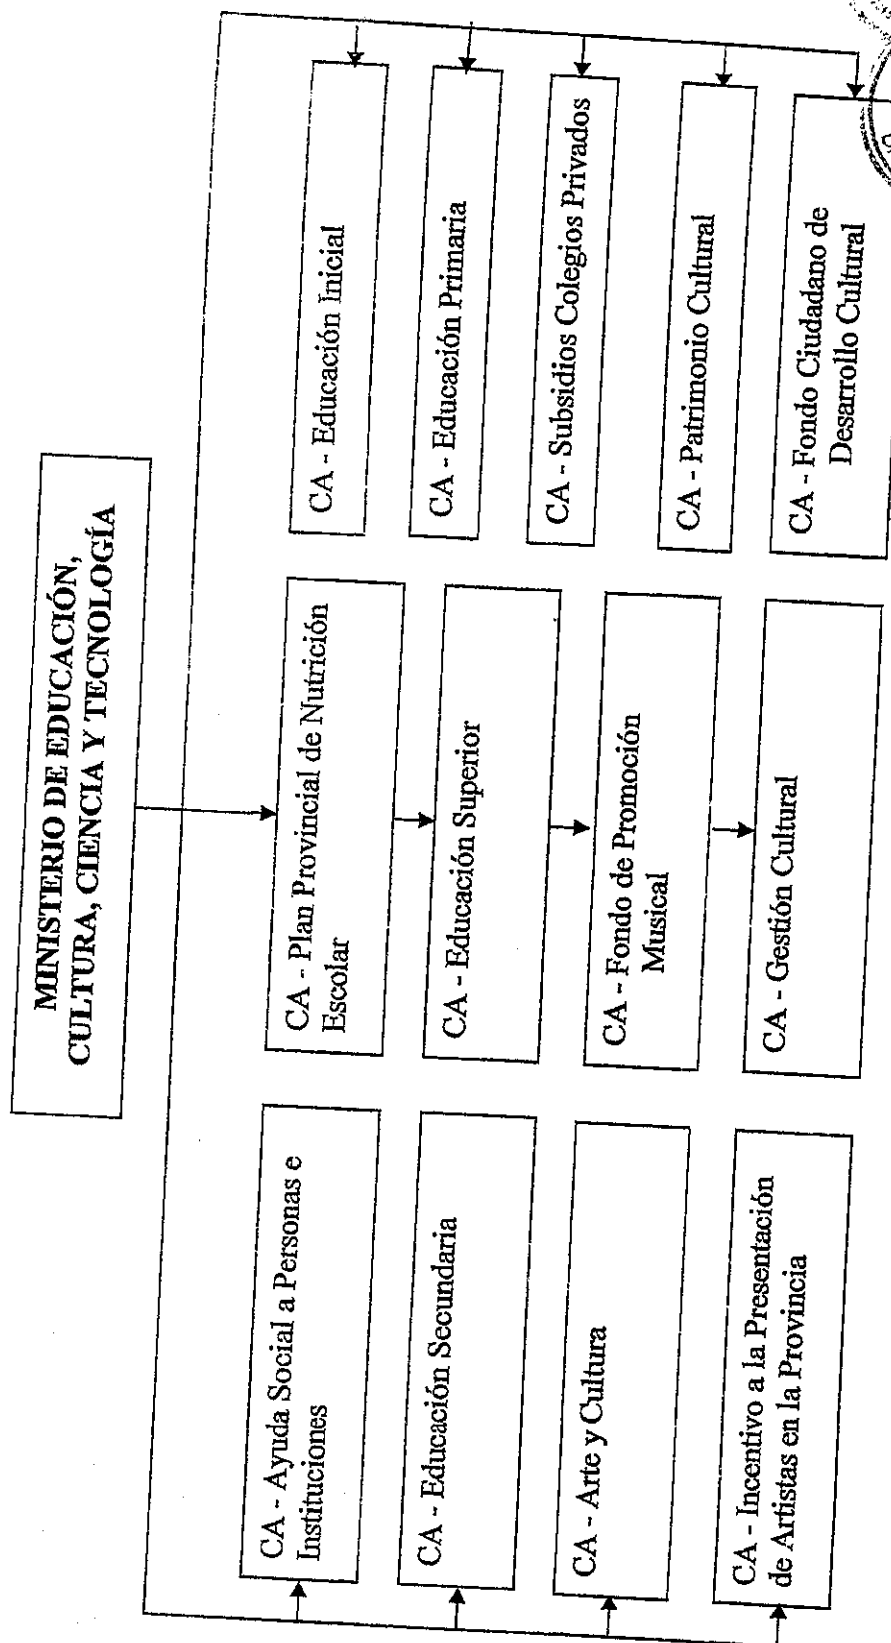 MINISTERIO DE EDUCACIÓN,
CULTURA, CIENCIA Y TECNOLOGÍA
CA - Ayuda Social a Personas e
Instituciones
CA - Educación Secundaria
CA - Arte y Cultura
CA - Incentivo a la Presentación
de Artistas en la Provincia
CA - Plan Provincial de Nutrición
Escolar
CA - Educación Superior
CA - Fondo de Promoción
Musical
CA - Gestión Cultural
CA - Educación Inicial
CA - Educación Primaria
CA - Subsidios Colegios Privados
CA - Patrimonio Cultural
CA - Fondo Ciudadano de
Desarrollo Cultural